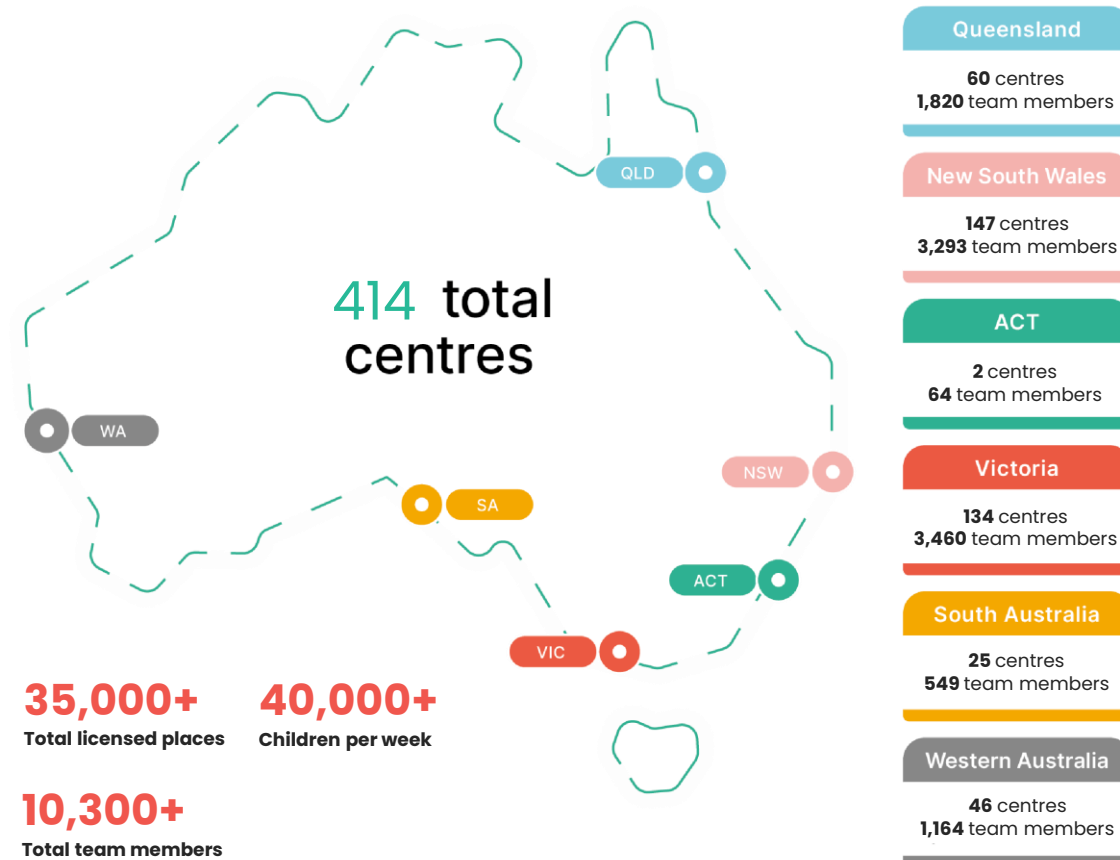 QLD
414 total
centres
WA
NSW
SA
ACT
VIC
35,000+
Total licensed places
40,000+
Children per week
10,300+
Total team members
Queensland
60 centres
1,820 team members
New South Wales
147 centres
3,293 team members
ACT
2 centres
64 team members
Victoria
134 centres
3,460 team members
South Australia
25 centres
549 team members
Western Australia
46 centres
1,164 team members